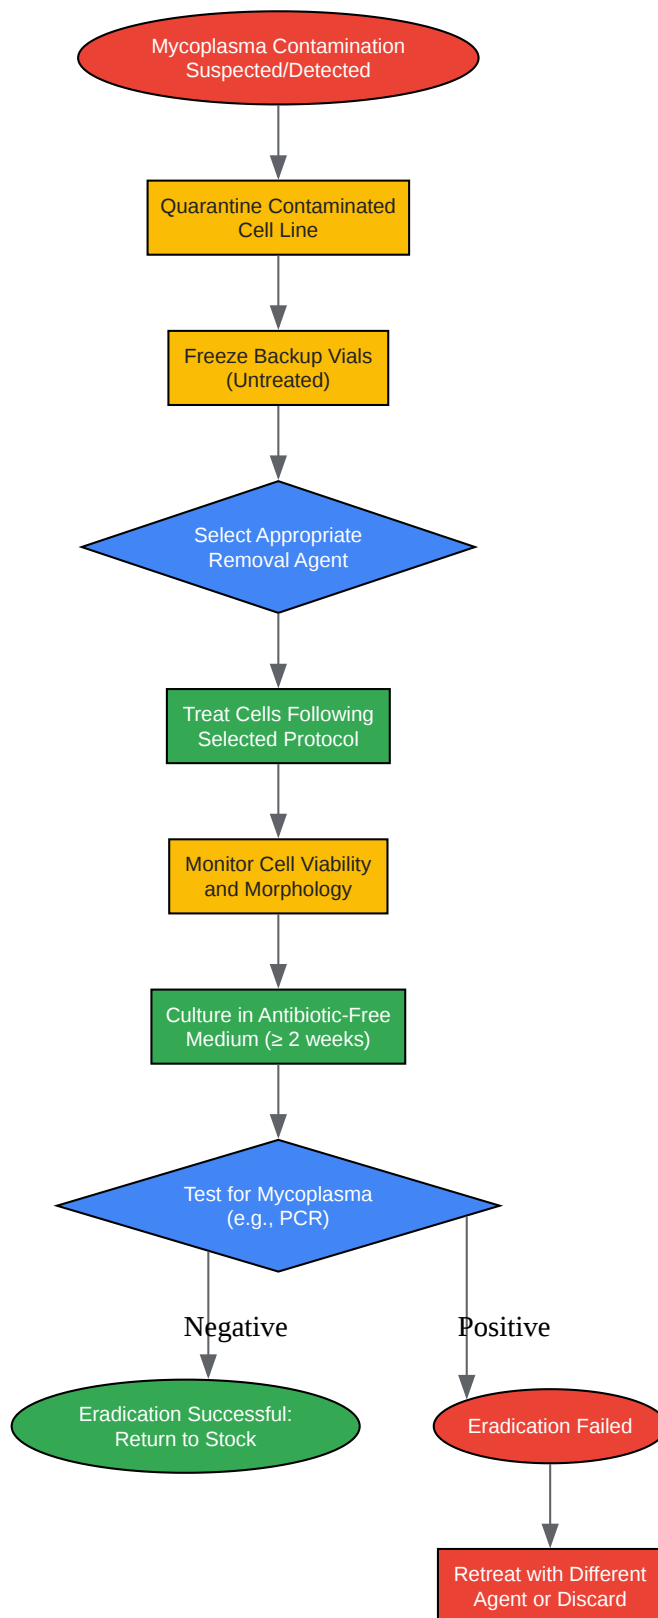 Mycoplasma Contamination
Suspected/Detected
Quarantine Contaminated
Cell Line
Freeze Backup Vials
(Untreated)
Select Appropriate
Removal Agent
Treat Cells Following
Selected Protocol
Monitor Cell Viability
and Morphology
Culture in Antibiotic-Free
Medium (≥ 2 weeks)
Test for Mycoplasma
(e.g., PCR)
Negative
Positive
Eradication Successful:
Return to Stock
Eradication Failed
Retreat with Different
Agent or Discard